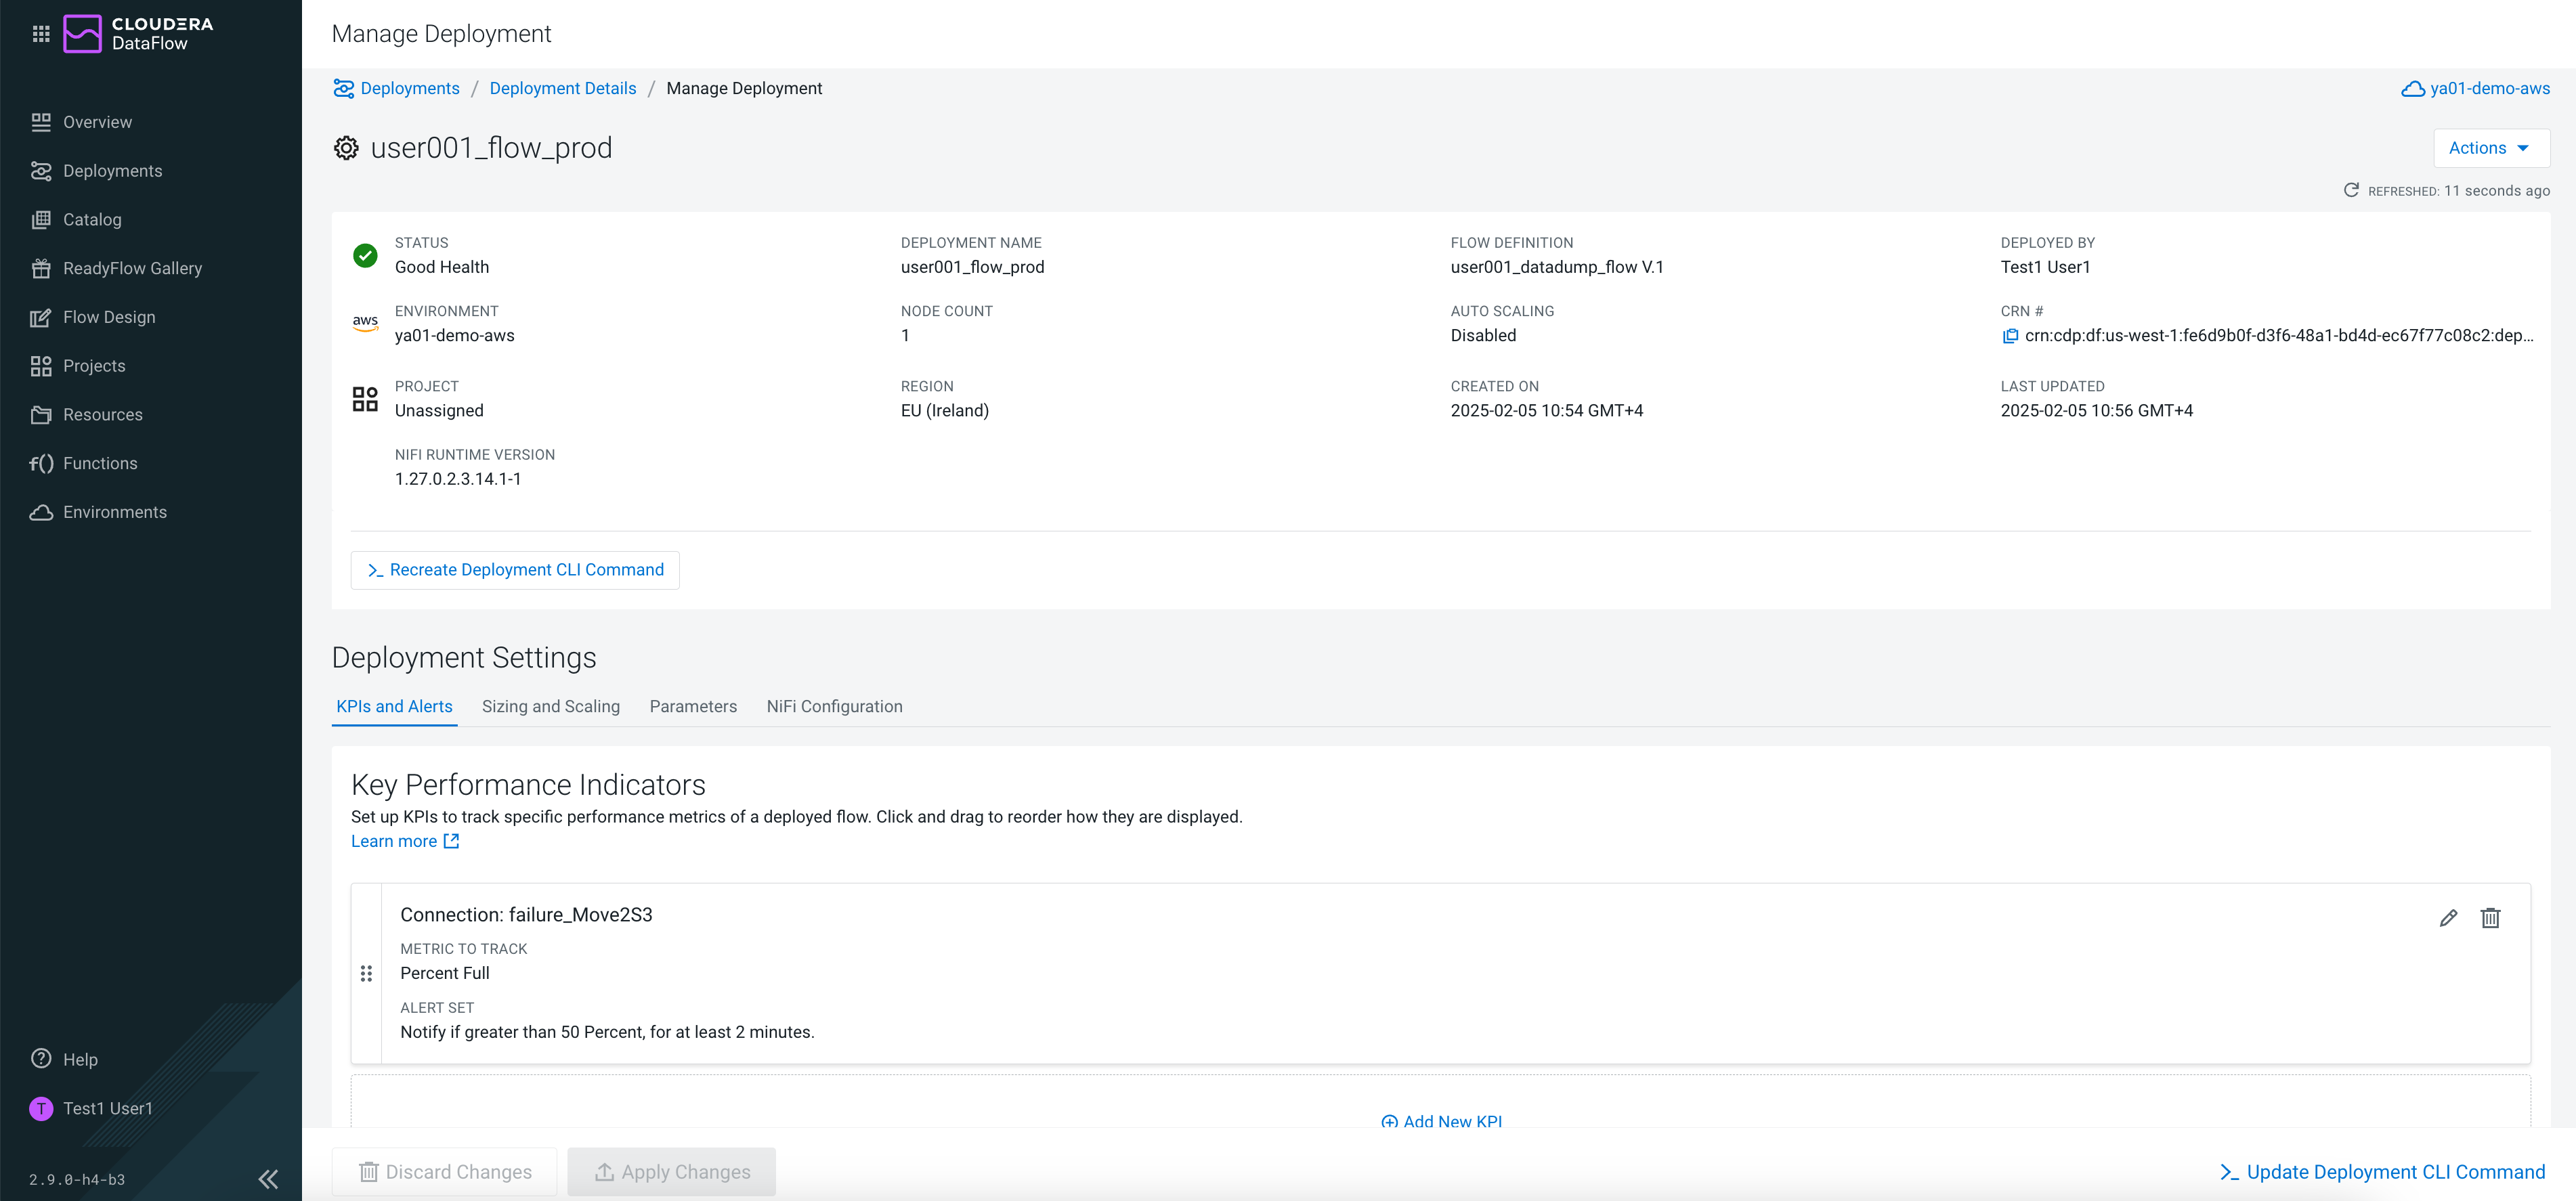 CLOUDERA
DataFlow
Overview
Deployments
Catalog
ReadyFlow Gallery
Flow Design
Projects
Resources
f() Functions
Environments
Help
T Test1 User1
2.9.0-h4-b3
Manage Deployment
Deployments / Deployment Details / Manage Deployment
ya01-demo-aws
user001_flow_prod
Actions
REFRESHED: 11 seconds ago
STATUS
Good Health
DEPLOYMENT NAME
user001_flow_prod
FLOW DEFINITION
user001_datadump_flow V.1
DEPLOYED BY
Test1 User1
aws
ENVIRONMENT
ya01-demo-aws
NODE COUNT
1
AUTO SCALING
Disabled
CRN #
crn:cdp:df:us-west-1:fe6d9b0f-d3f6-48a1-bd4d-ec67f77c08c2:dep...
PROJECT
Unassigned
REGION
EU (Ireland)
CREATED ON
2025-02-05 10:54 GMT+4
LAST UPDATED
2025-02-05 10:56 GMT+4
NIFI RUNTIME VERSION
1.27.0.2.3.14.1-1
>_ Recreate Deployment CLI Command
Deployment Settings
KPIs and Alerts Sizing and Scaling Parameters NiFi Configuration
Key Performance Indicators
Set up KPIs to track specific performance metrics of a deployed flow. Click and drag to reorder how they are displayed.
Learn more
Connection: failure_Move2S3
METRIC TO TRACK
Percent Full
ALERT SET
Notify if greater than 50 Percent, for at least 2 minutes.
Add New KPI
Discard Changes
Apply Changes
>_ Update Deployment CLI Command